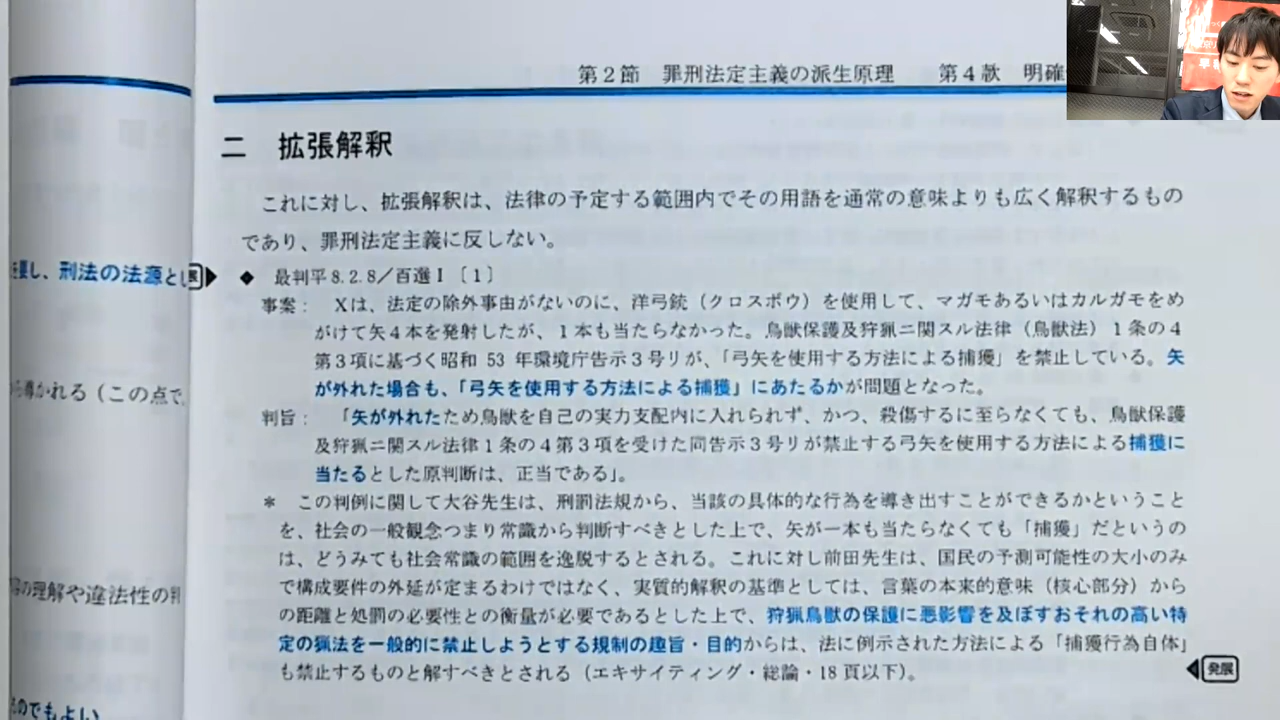 第2節 罪刑法定主義の派生原理 第4款 明確
二 拡張解釈
これに対し、拡張解釈は、法律の予定する範囲内でその用語を通常の意味よりも広く解釈するもの
であり、罪刑法定主義に反しない。
◆ 最判平8.2.8/百選Ⅰ〔1〕
事案： Xは、法定の除外事由がないのに、洋弓銃（クロスボウ）を使用して、マガモあるいはカルガモをめ
がけて矢4本を発射したが、1本も当たらなかった。鳥獣保護及狩猟ニ関スル法律（鳥獣法）1条の4
第3項に基づく昭和 53 年環境庁告示3号リが、「弓矢を使用する方法による捕獲」を禁止している。矢
が外れた場合も、「弓矢を使用する方法による捕獲」にあたるかが問題となった。
判旨： 「矢が外れたため鳥獣を自己の実力支配内に入れられず、かつ、殺傷するに至らなくても、鳥獣保護
及狩猟ニ関スル法律1条の4第3項を受けた同告示3号リが禁止する弓矢を使用する方法による捕獲に
当たるとした原判断は、正当である」。
＊ この判例に関して大谷先生は、刑罰法規から、当該の具体的な行為を導き出すことができるかということ
を、社会の一般観念つまり常識から判断すべきとした上で、矢が一本も当たらなくても「捕獲」だというの
は、どうみても社会常識の範囲を逸脱するとされる。これに対し前田先生は、国民の予測可能性の大小のみ
で構成要件の外延が定まるわけではなく、実質的解釈の基準としては、言葉の本来的意味（核心部分）から
の距離と処罰の必要性との衡量が必要であるとした上で、狩猟鳥獣の保護に悪影響を及ぼすおそれの高い特
定の猟法を一般的に禁止しようとする規制の趣旨・目的からは、法に例示された方法による「捕獲行為自体」
も禁止するものと解すべきとされる（エキサイティング・総論・18 頁以下）。
発展
し、刑法の法源とし
導かれる（この点で、
の理解や違法性の判
のでもよい）